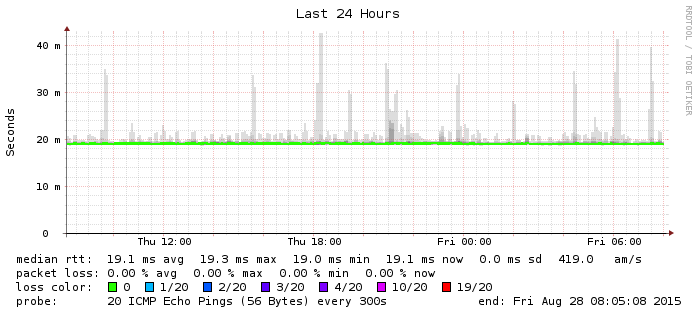 Last 24 Hours
RRDTOOL / TOBI OETIKER
Seconds
40 m
30 m
20 m
10 m
0
Thu 12:00 Thu 18:00 Fri 00:00 Fri 06:00
median rtt: 19.1 ms avg 19.3 ms max 19.0 ms min 19.1 ms now 0.0 ms sd 419.0 am/s
packet loss: 0.00 % avg 0.00 % max 0.00 % min 0.00 % now
loss color: 0 1/20 2/20 3/20 4/20 10/20 19/20
probe: 20 ICMP Echo Pings (56 Bytes) every 300s end: Fri Aug 28 08:05:08 2015